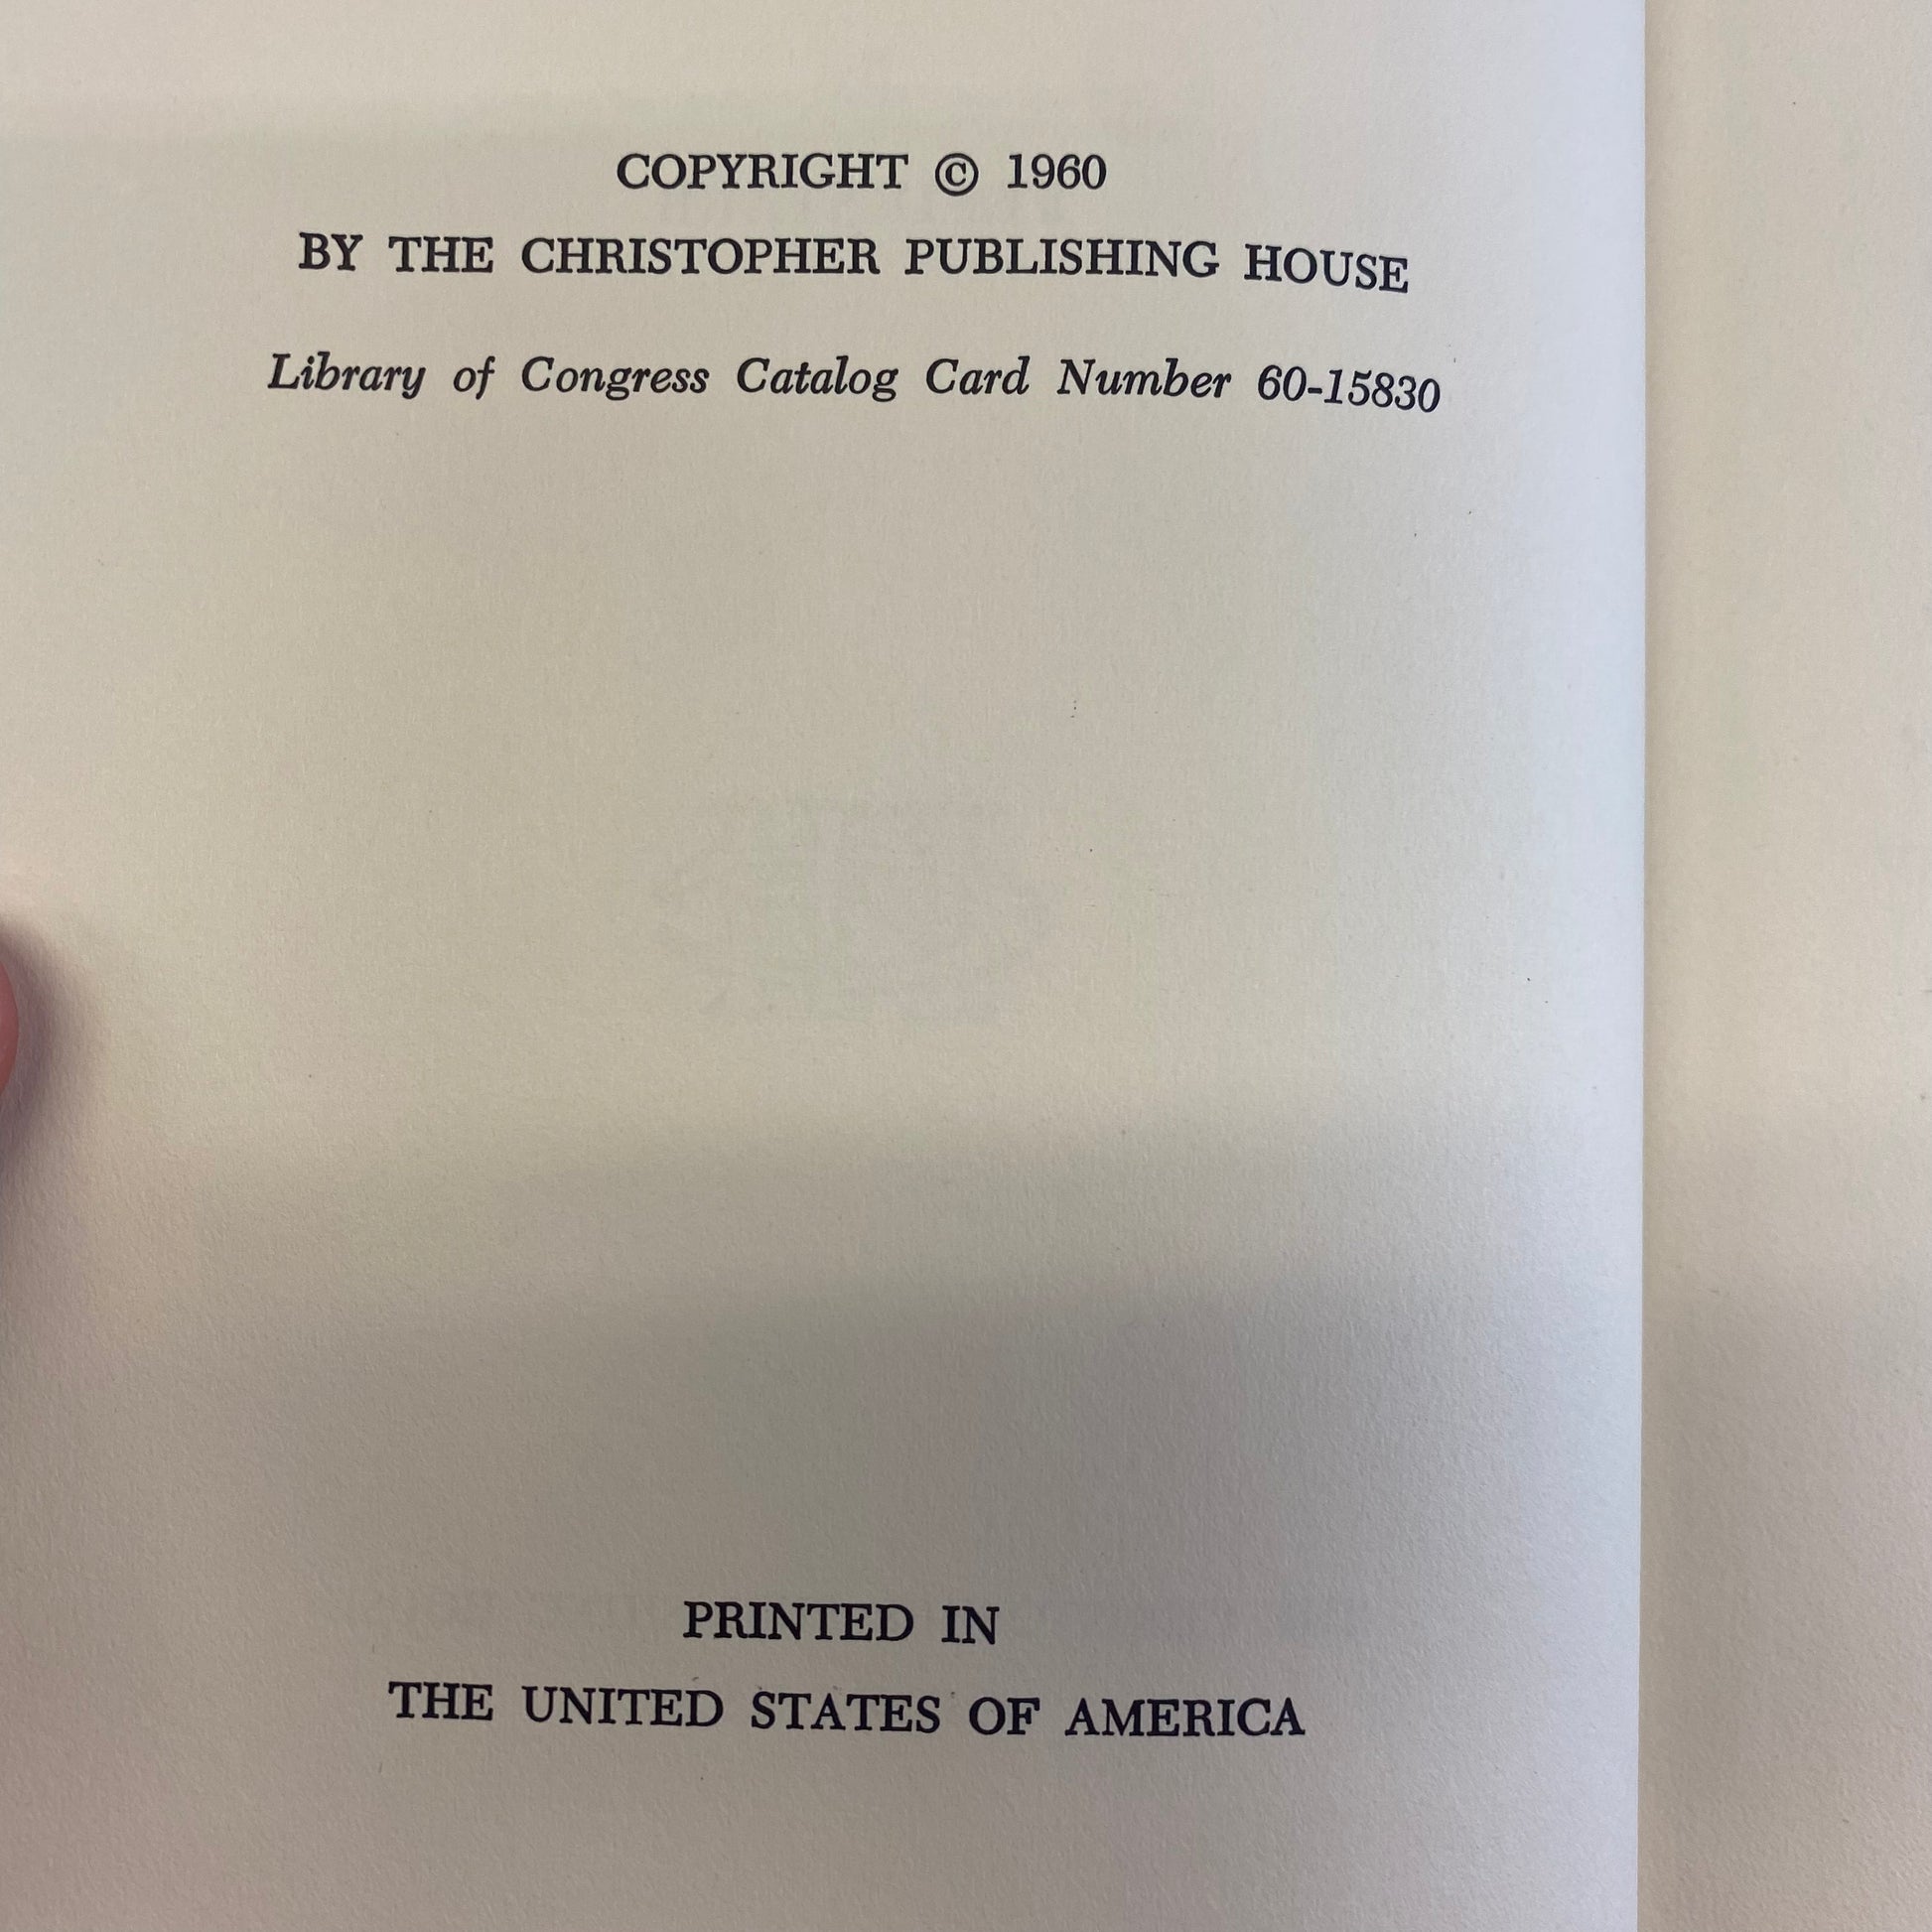 COPYRIGHT © 1960
BY THE CHRISTOPHER PUBLISHING HOUSE
Library of Congress Catalog Card Number 60-15830
PRINTED IN
THE UNITED STATES OF AMERICA